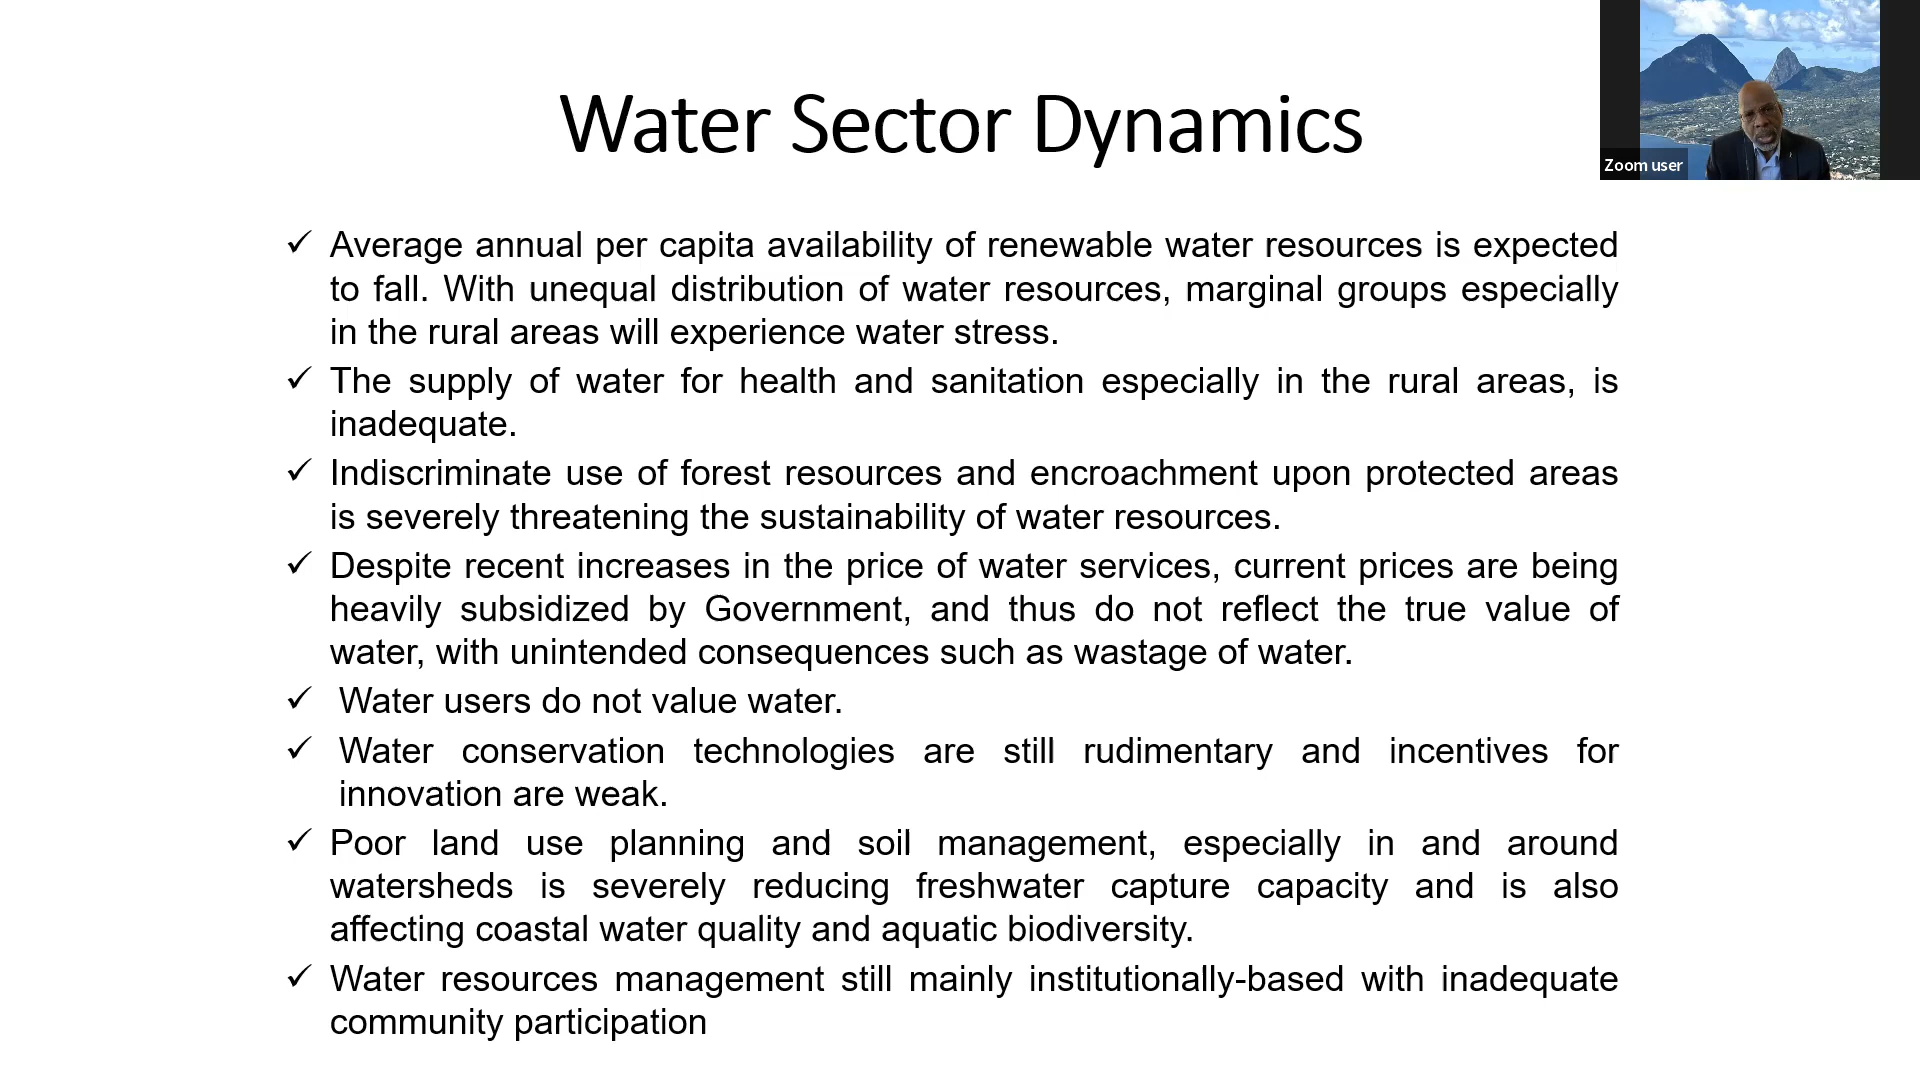 Water Sector Dynamics
Zoom user
✓ Average annual per capita availability of renewable water resources is expected
to fall. With unequal distribution of water resources, marginal groups especially
in the rural areas will experience water stress.
✓ The supply of water for health and sanitation especially in the rural areas, is
inadequate.
✓ Indiscriminate use of forest resources and encroachment upon protected areas
is severely threatening the sustainability of water resources.
✓ Despite recent increases in the price of water services, current prices are being
heavily subsidized by Government, and thus do not reflect the true value of
water, with unintended consequences such as wastage of water.
✓ Water users do not value water.
✓ Water conservation technologies are still rudimentary and incentives for
innovation are weak.
✓ Poor land use planning and soil management, especially in and around
watersheds is severely reducing freshwater capture capacity and is also
affecting coastal water quality and aquatic biodiversity.
✓ Water resources management still mainly institutionally-based with inadequate
community participation